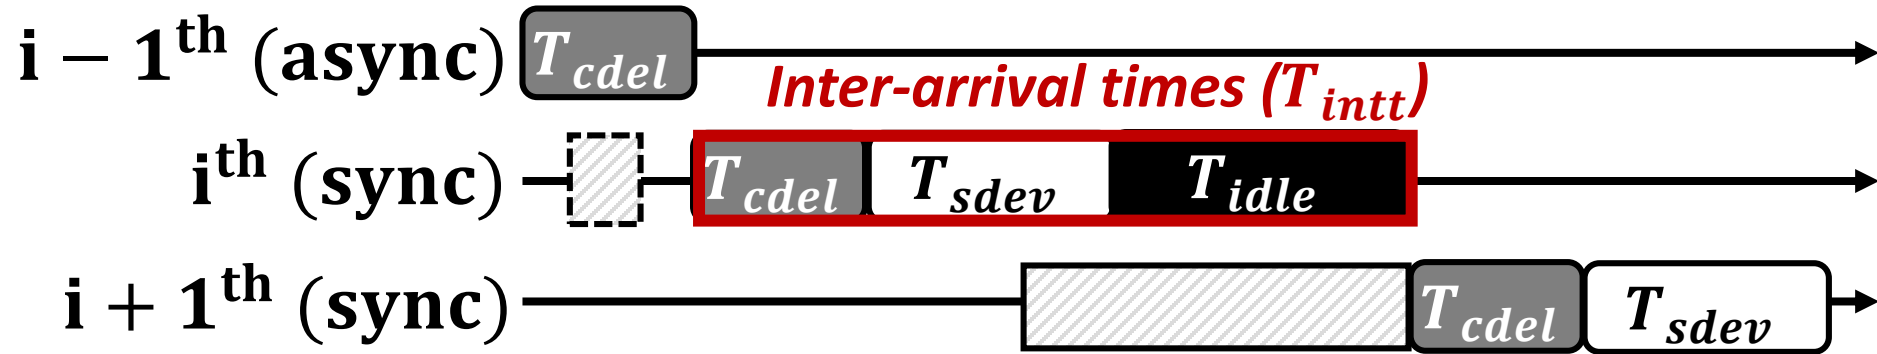 i − 1th (async) Tcdel
Inter-arrival times (Tintt)
ith (sync) Tcdel Tsdev Tidle
i + 1th (sync) Tcdel Tsdev